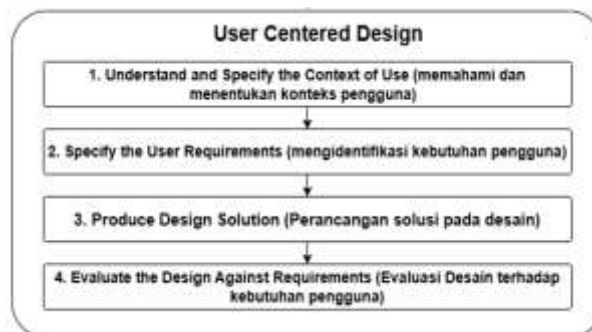 User Centered Design
1. Understand and Specify the Context of Use (memahami dan
menentukan konteks pengguna)
2. Specify the User Requirements (mengidentifikasi kebutuhan pengguna)
3. Produce Design Solution (Perancangan solusi pada desain)
4. Evaluate the Design Against Requirements (Evaluasi Desain terhadap
kebutuhan pengguna)